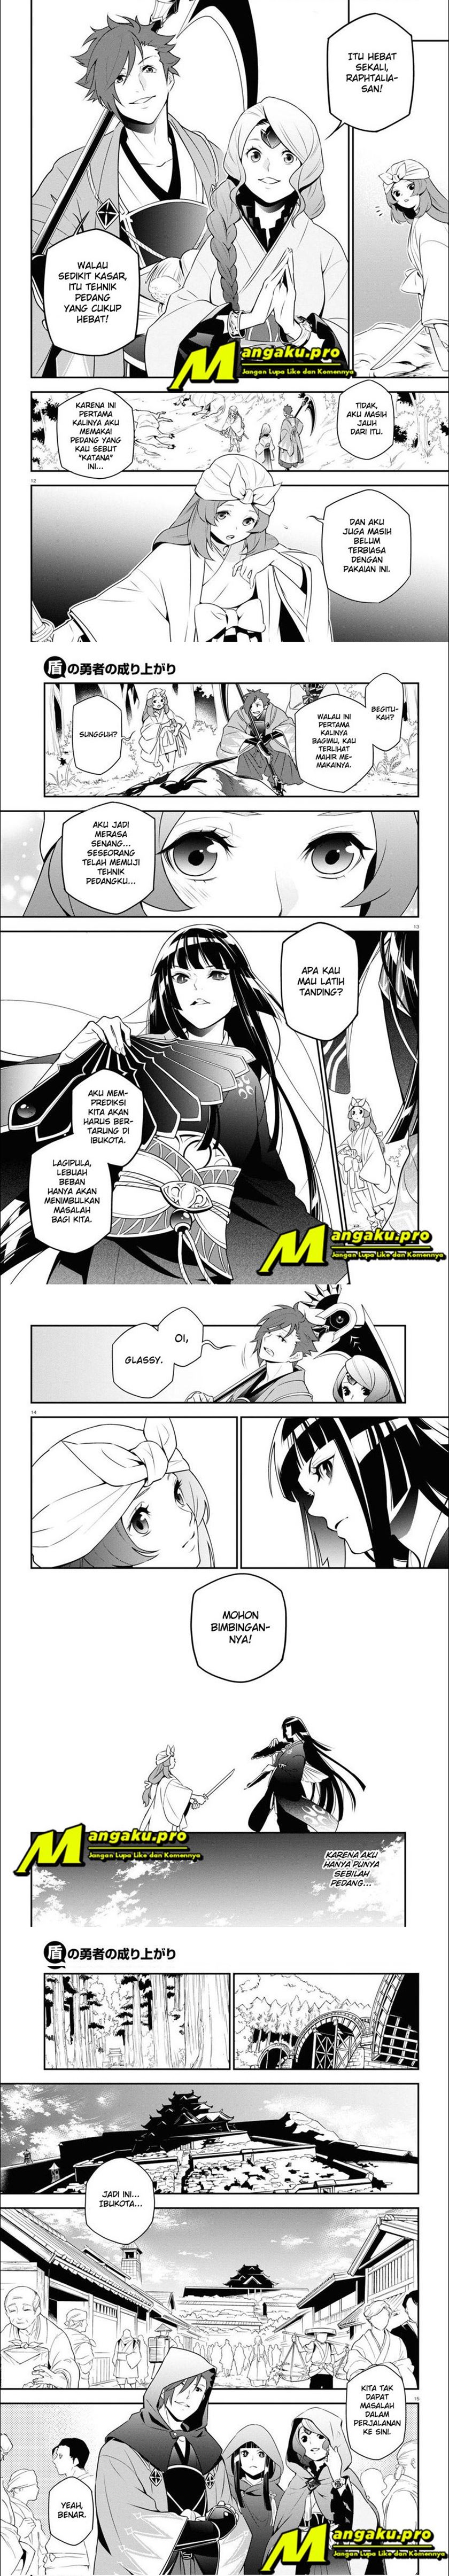 ITU HEBAT
SEKALI,
RAPHTALIA-
SAN!
WALAU
SEDIKIT KASAR,
ITU TEHNIK
PEDANG
YANG CUKUP
HEBAT!
Mangaku.pro
Jangan Lupa Like dan Komennya
TIDAK,
AKU MASIH
JAUH
DARI ITU.
KARENA INI
PERTAMA
KALINYA AKU
MEMAKAI
PEDANG YANG
KAU SEBUT
"KATANA"
INI...
12
DAN AKU
JUGA MASIH
BELUM
TERBIASA
DENGAN
PAKAIAN INI.
盾の勇者の成り上がり
BEGITU-
KAH?
WALAU INI
PERTAMA
KALINYA
BAGIMU, KAU
TERLIHAT
MAHIR ME-
MAKAINYA.
SUNGGUH?
AKU JADI
MERASA
SENANG...
SESEORANG
TELAH MEMUJI
TEHNIK
PEDANGKU...
13
APA KAU
MAU LATIH
TANDING?
AKU MEM-
PREDIKSI
KITA AKAN
HARUS BER-
TARUNG DI
IBUKOTA.
LAGIPULA,
LEBUAH
BEBAN
HANYA AKAN
MENIMBULKAN
MASALAH
BAGI KITA.
Mangaku.pro
Jangan Lupa Like dan Komennya
OI,
GLASSY.
14
MOHON
BIMBINGAN-
NYA!
Mangaku.pro
Jangan Lupa Like dan Komennya
KARENA AKU
HANYA PUNYA
SEBILAH
PEDANG...
盾の勇者の成り上がり
JADI INI...
IBUKOTA...
15
KITA TAK
DAPAT
MASALAH
DALAM
PERJALANAN
KE SINI.
YEAH,
BENAR.
Mangaku.pro
Jangan Lupa Like dan Komennya